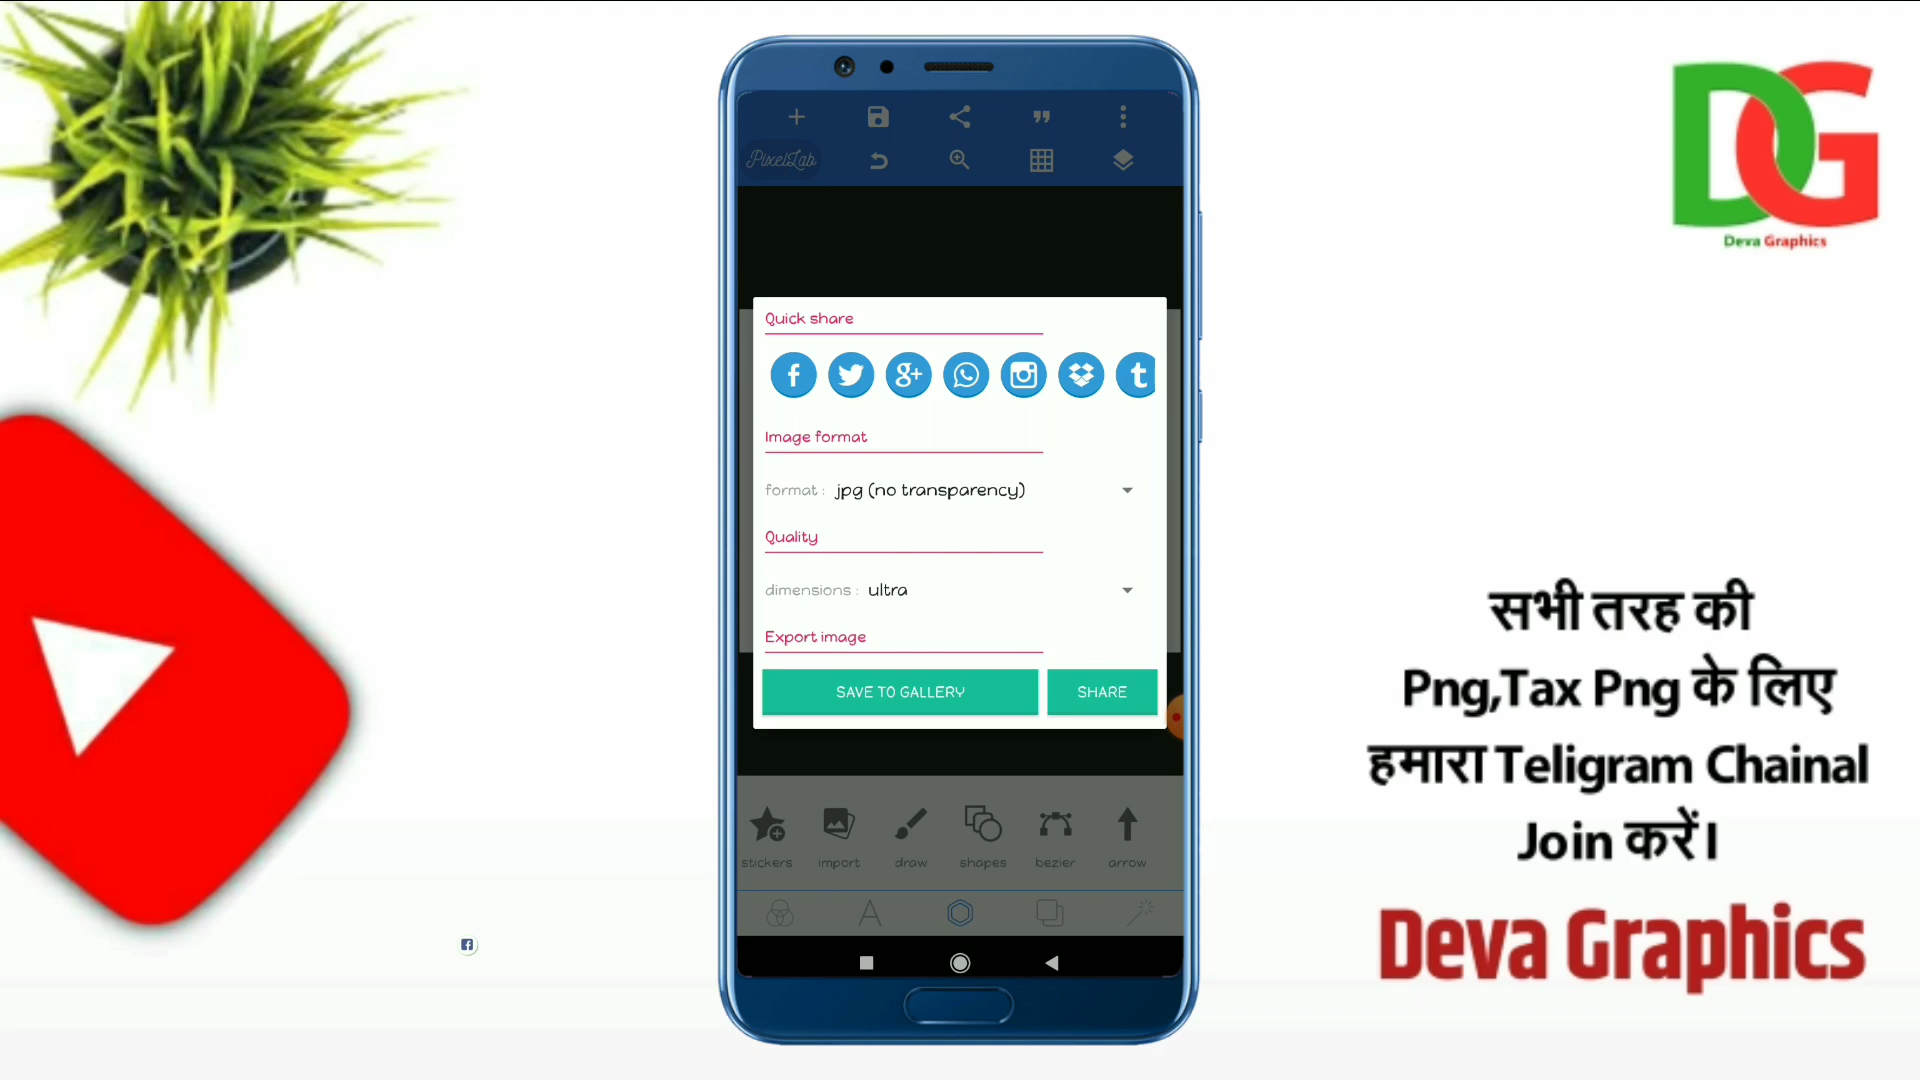 PixelLab
Quick share
Image format
format : jpg (no transparency)
Quality
dimensions : ultra
Export image
SAVE TO GALLERY SHARE
stickers import draw shapes bezier arrow
DG
Deva Graphics
सभी तरह की
Png,Tax Png के लिए
हमारा Teligram Chainal
Join करें।
Deva Graphics